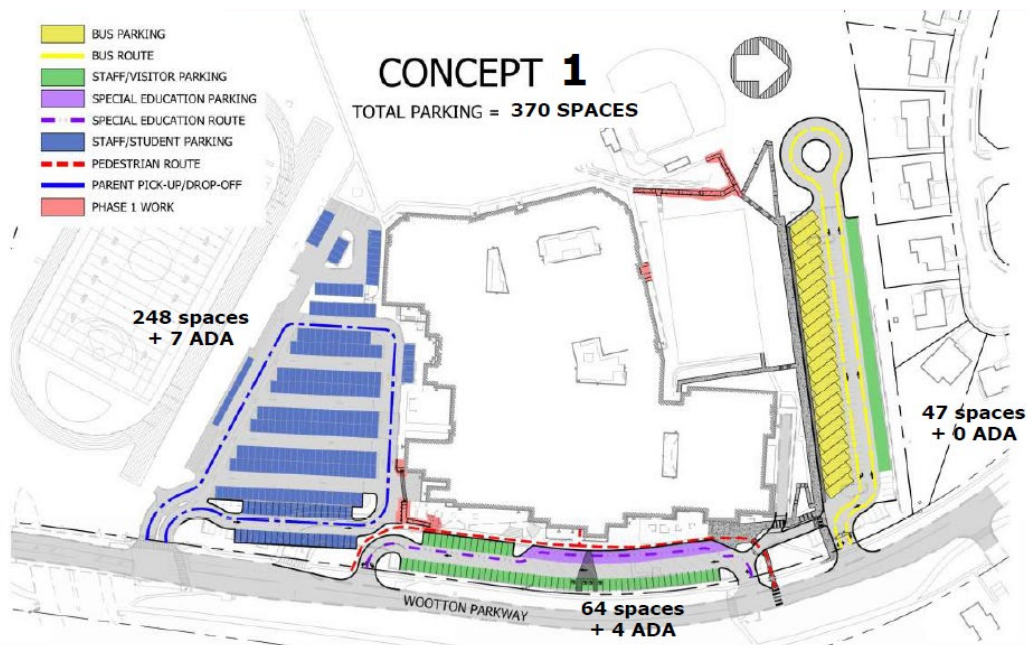 BUS PARKING
BUS ROUTE
STAFF/VISITOR PARKING
SPECIAL EDUCATION PARKING
SPECIAL EDUCATION ROUTE
STAFF/STUDENT PARKING
PEDESTRIAN ROUTE
PARENT PICK-UP/DROP-OFF
PHASE 1 WORK
CONCEPT 1
TOTAL PARKING = 370 SPACES
248 spaces
+ 7 ADA
47 spaces
+ 0 ADA
64 spaces
+ 4 ADA
WOOTTON PARKWAY